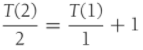 T(2)/2 = T(1)/1 + 1